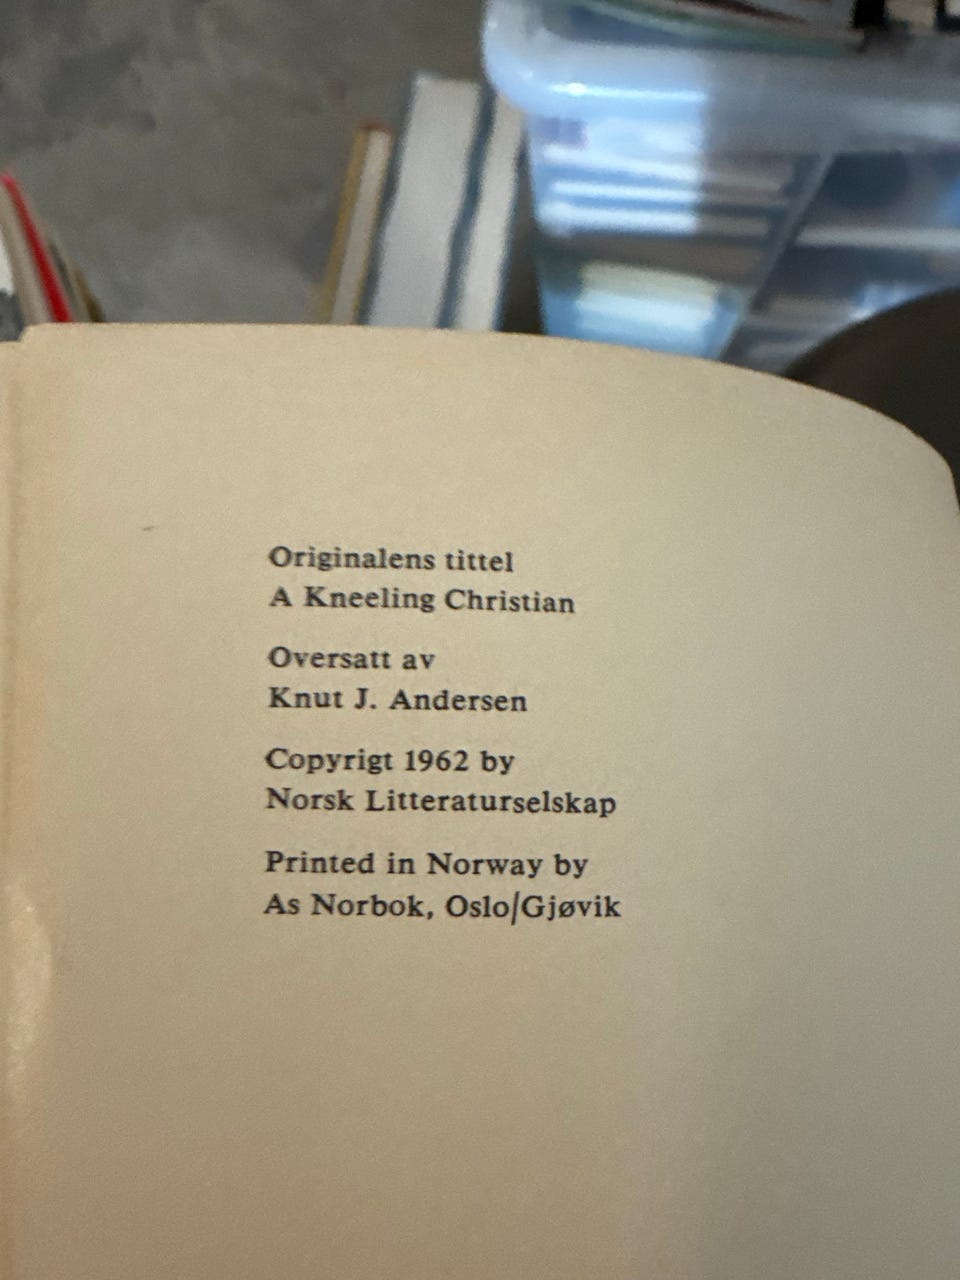 Originalens tittel
A Kneeling Christian
Oversatt av
Knut J. Andersen
Copyrigt 1962 by
Norsk Litteraturselskap
Printed in Norway by
As Norbok, Oslo/Gjøvik